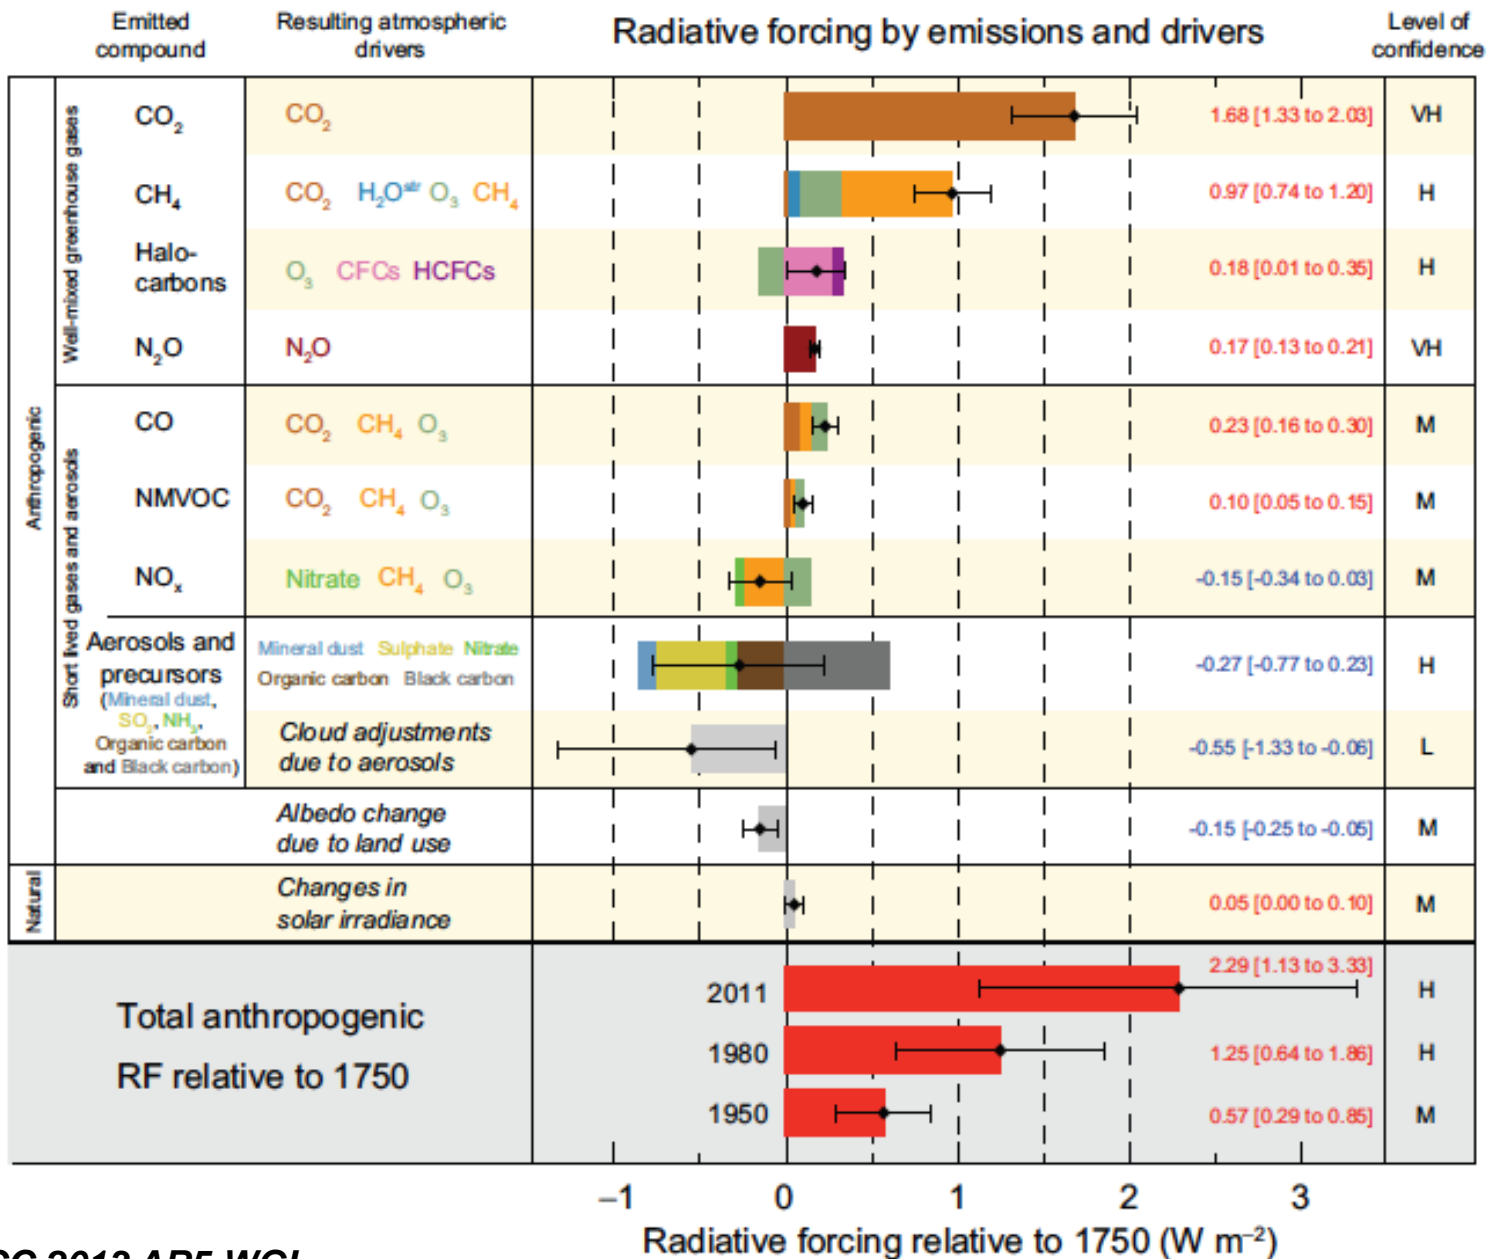 Emitted compound
Resulting atmospheric drivers
Radiative forcing by emissions and drivers
Level of confidence
Anthropogenic
Well-mixed greenhouse gases
CO₂
CO₂
1.68 [1.33 to 2.03]
VH
CH₄
CO₂ H₂Oˢᵗʳ O₃ CH₄
0.97 [0.74 to 1.20]
H
Halo-
carbons
O₃ CFCs HCFCs
0.18 [0.01 to 0.35]
H
N₂O
N₂O
0.17 [0.13 to 0.21]
VH
Short lived gases and aerosols
CO
CO₂ CH₄ O₃
0.23 [0.16 to 0.30]
M
NMVOC
CO₂ CH₄ O₃
0.10 [0.05 to 0.15]
M
NOₓ
Nitrate CH₄ O₃
-0.15 [-0.34 to 0.03]
M
Aerosols and
precursors
(Mineral dust,
SO₂, NH₃,
Organic carbon
and Black carbon)
Mineral dust Sulphate Nitrate
Organic carbon Black carbon
-0.27 [-0.77 to 0.23]
H
Cloud adjustments
due to aerosols
-0.55 [-1.33 to -0.06]
L
Albedo change
due to land use
-0.15 [-0.25 to -0.05]
M
Natural
Changes in
solar irradiance
0.05 [0.00 to 0.10]
M
Total anthropogenic
RF relative to 1750
2011
2.29 [1.13 to 3.33]
H
1980
1.25 [0.64 to 1.86]
H
1950
0.57 [0.29 to 0.85]
M
–1 0 1 2 3
Radiative forcing relative to 1750 (W m⁻²)
2013 AR5 WGI